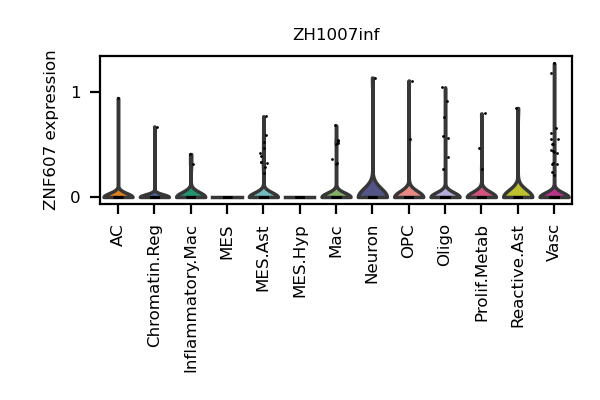 ZH1007inf
ZNF607 expression
1
0
AC
Chromatin.Reg
Inflammatory.Mac
MES
MES.Ast
MES.Hyp
Mac
Neuron
OPC
Oligo
Prolif.Metab
Reactive.Ast
Vasc